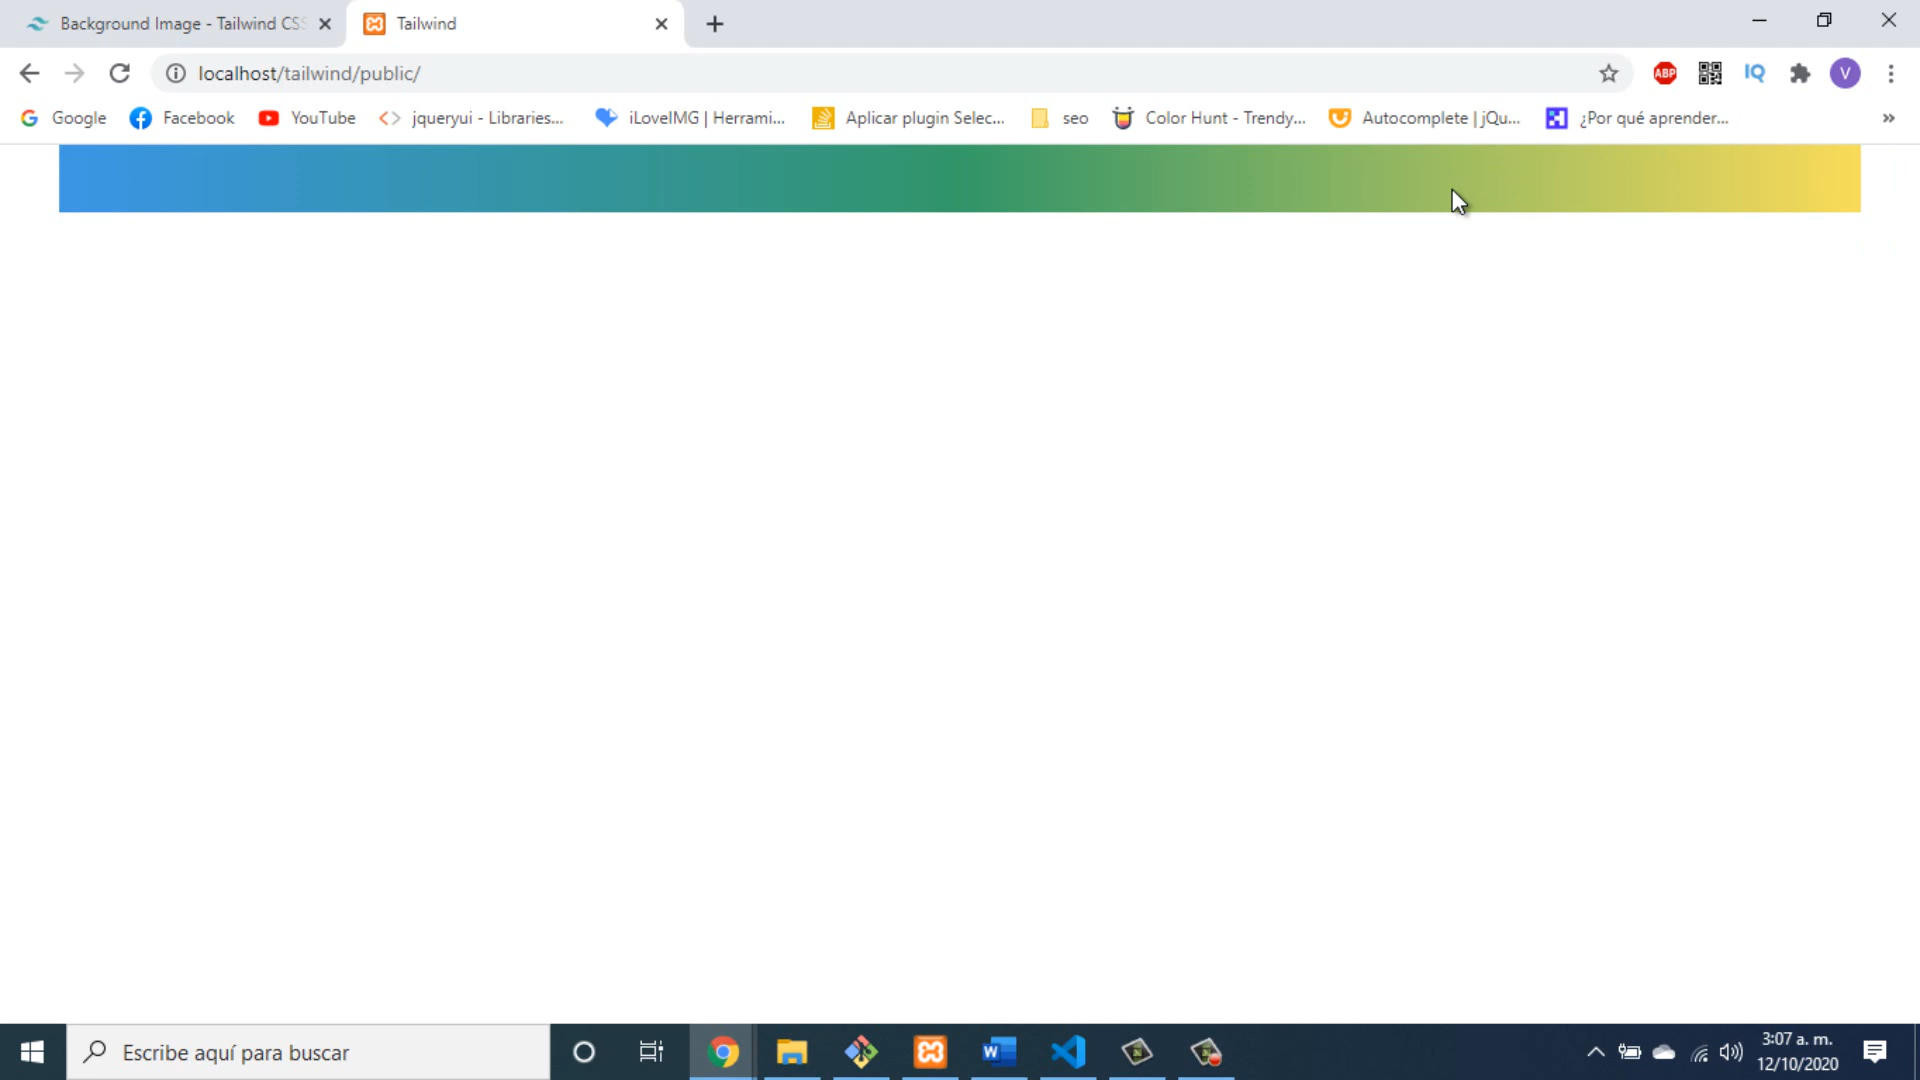 Background Image - Tailwind CSS
Tailwind
localhost/tailwind/public/
ABP
IQ
V
Google
Facebook
YouTube
jqueryui - Libraries...
iLoveIMG | Herrami...
Aplicar plugin Selec...
seo
Color Hunt - Trendy...
Autocomplete | jQu...
¿Por qué aprender...
»
Escribe aquí para buscar
3:07 a. m.
12/10/2020